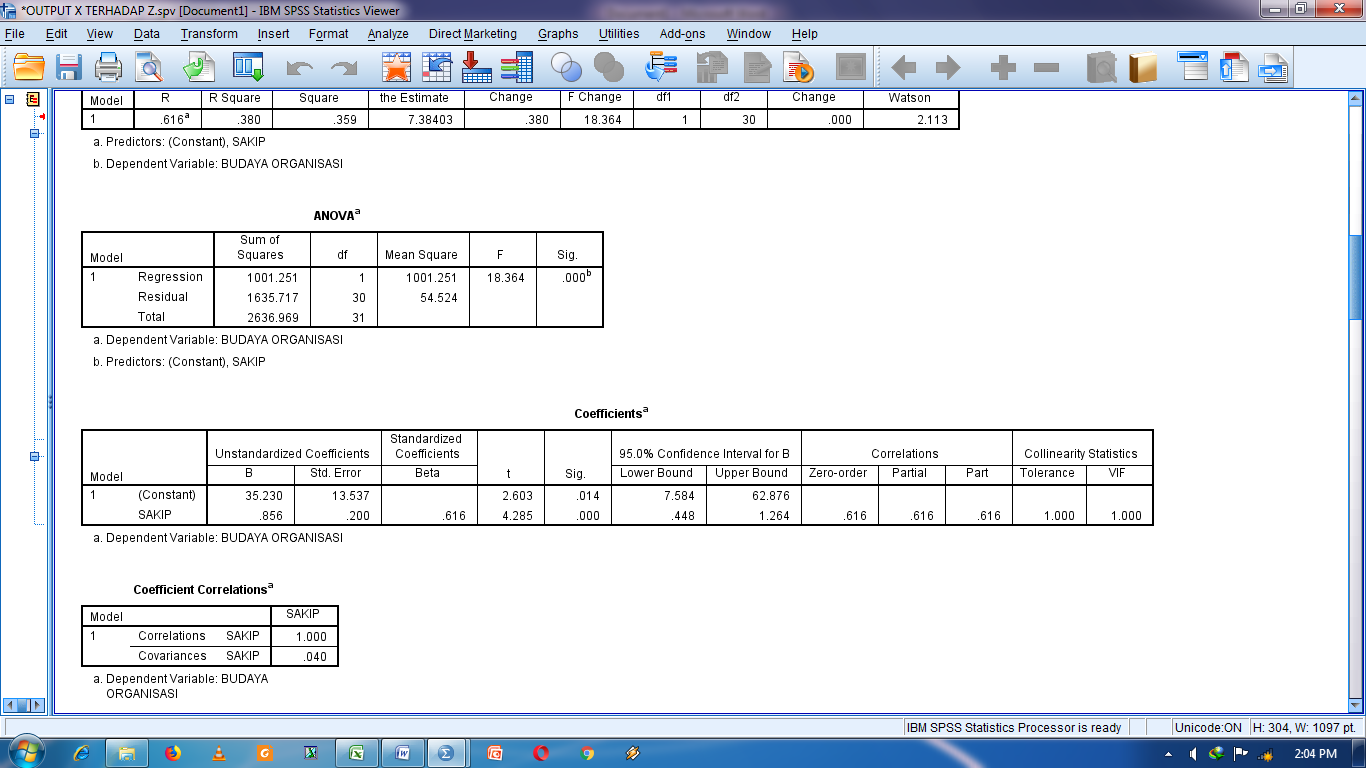 *OUTPUT X TERHADAP Z.spv [Document1] - IBM SPSS Statistics Viewer
File Edit View Data Transform Insert Format Analyze Direct Marketing Graphs Utilities Add-ons Window Help
Model R R Square Square the Estimate Change F Change df1 df2 Change Watson
1 .616a .380 .359 7.38403 .380 18.364 1 30 .000 2.113
a. Predictors: (Constant), SAKIP
b. Dependent Variable: BUDAYA ORGANISASI
ANOVAa
Sum of
Model Squares df Mean Square F Sig.
1 Regression 1001.251 1 1001.251 18.364 .000b
Residual 1635.717 30 54.524
Total 2636.969 31
a. Dependent Variable: BUDAYA ORGANISASI
b. Predictors: (Constant), SAKIP
Coefficientsa
Standardized
Unstandardized Coefficients Coefficients 95.0% Confidence Interval for B Correlations Collinearity Statistics
Model B Std. Error Beta t Sig. Lower Bound Upper Bound Zero-order Partial Part Tolerance VIF
1 (Constant) 35.230 13.537 2.603 .014 7.584 62.876
SAKIP .856 .200 .616 4.285 .000 .448 1.264 .616 .616 .616 1.000 1.000
a. Dependent Variable: BUDAYA ORGANISASI
Coefficient Correlationsa
Model SAKIP
1 Correlations SAKIP 1.000
Covariances SAKIP .040
a. Dependent Variable: BUDAYA
ORGANISASI
IBM SPSS Statistics Processor is ready Unicode:ON H: 304, W: 1097 pt.
2:04 PM